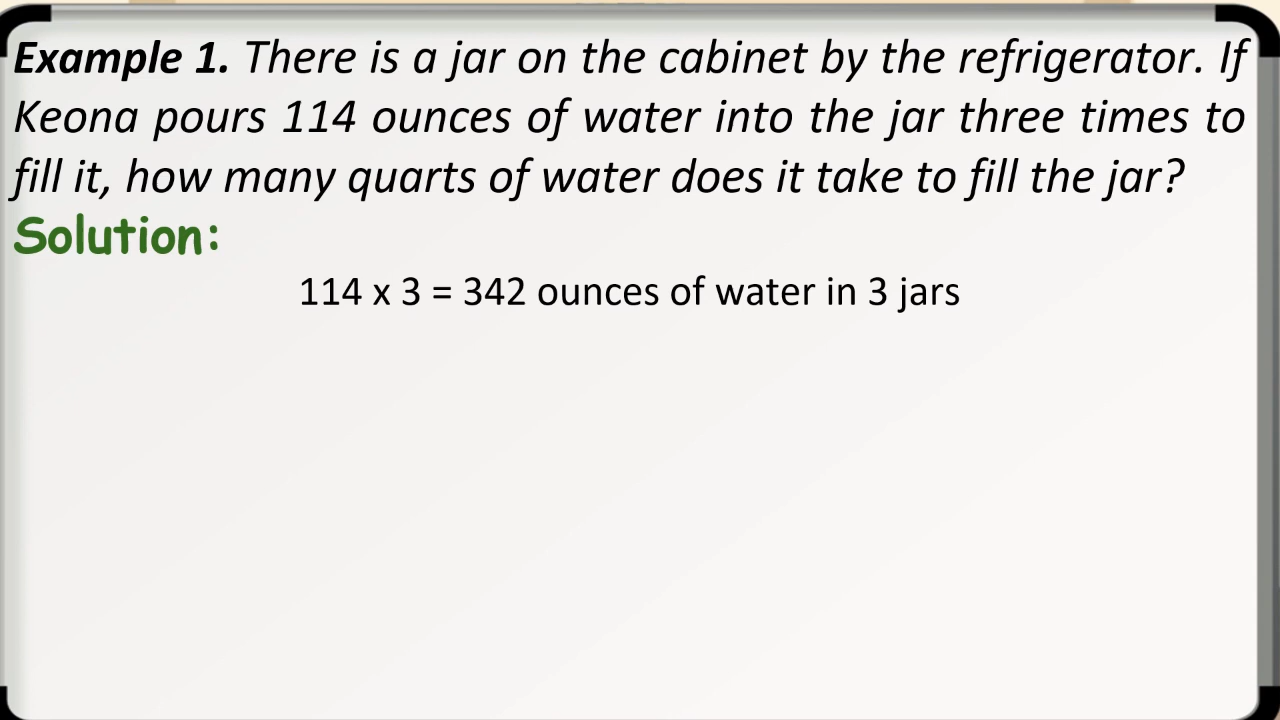 Example 1. There is a jar on the cabinet by the refrigerator. If
Keona pours 114 ounces of water into the jar three times to
fill it, how many quarts of water does it take to fill the jar?
Solution:
114 x 3 = 342 ounces of water in 3 jars